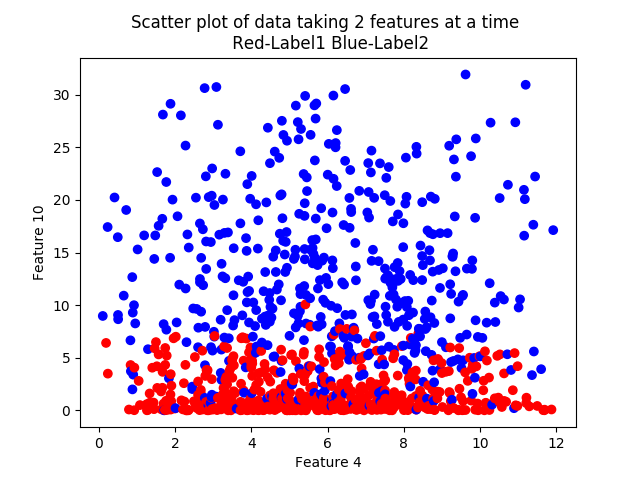 Scatter plot of data taking 2 features at a time
Red-Label1 Blue-Label2
Feature 10
30
25
20
15
10
5
0
0 2 4 6 8 10 12
Feature 4